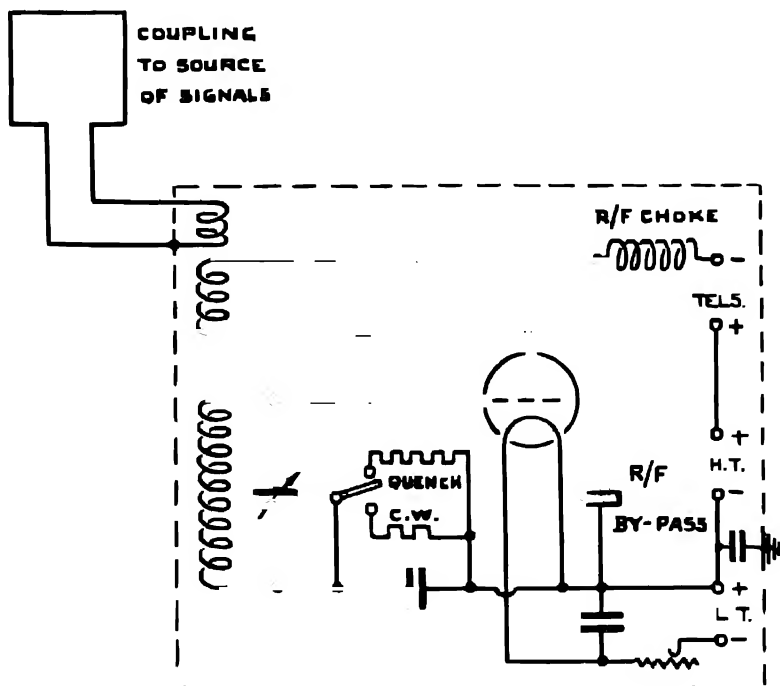 COUPLING
TO SOURCE
OF SIGNALS
R/F CHOKE
-
TELS.
+
+
H.T.
-
R/F
BY-PASS
QUENCH
C.W.
+
L T.
-